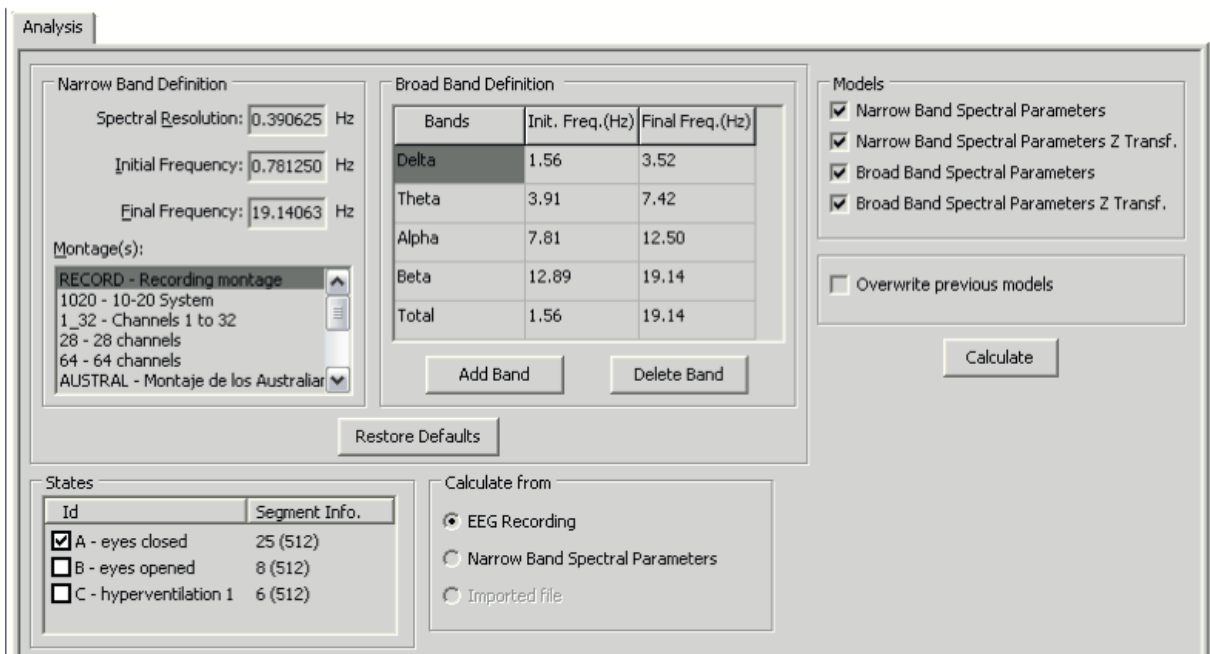 Analysis
Narrow Band Definition
Spectral Resolution: 0.390625 Hz
Initial Frequency: 0.781250 Hz
Final Frequency: 19.14063 Hz
Montage(s):
RECORD - Recording montage
1020 - 10-20 System
1_32 - Channels 1 to 32
28 - 28 channels
64 - 64 channels
AUSTRAL - Montaje de los Australian
Broad Band Definition
Bands Init. Freq.(Hz) Final Freq.(Hz)
Delta 1.56 3.52
Theta 3.91 7.42
Alpha 7.81 12.50
Beta 12.89 19.14
Total 1.56 19.14
Add Band Delete Band
Restore Defaults
Models
Narrow Band Spectral Parameters
Narrow Band Spectral Parameters Z Transf.
Broad Band Spectral Parameters
Broad Band Spectral Parameters Z Transf.
Overwrite previous models
Calculate
States
Id Segment Info.
A - eyes closed 25 (512)
B - eyes opened 8 (512)
C - hyperventilation 1 6 (512)
Calculate from
EEG Recording
Narrow Band Spectral Parameters
Imported file